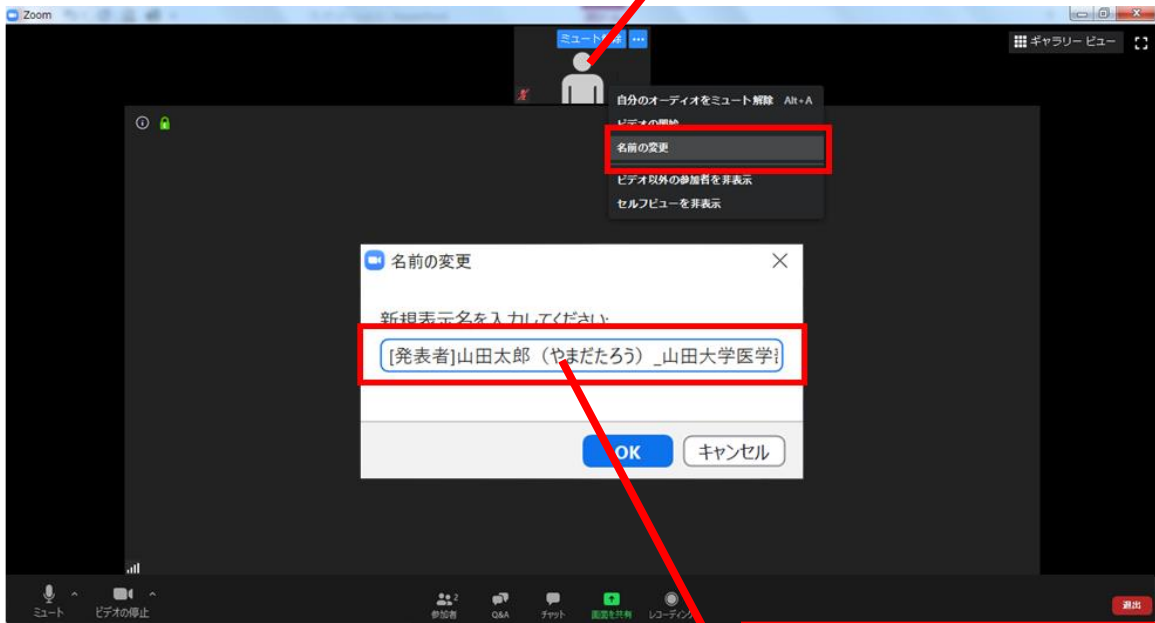 Zoom
ミュート解除 ...
ギャラリー ビュー
自分のオーディオをミュート解除 Alt+A
ビデオの開始
名前の変更
ビデオ以外の参加者を非表示
セルフビューを非表示
名前の変更
新規表示名を入力してください:
[発表者]山田太郎（やまだたろう）_山田大学医学部
OK
キャンセル
ミュート
ビデオの停止
2
参加者
Q&A
チャット
画面を共有
レコーディング
退出